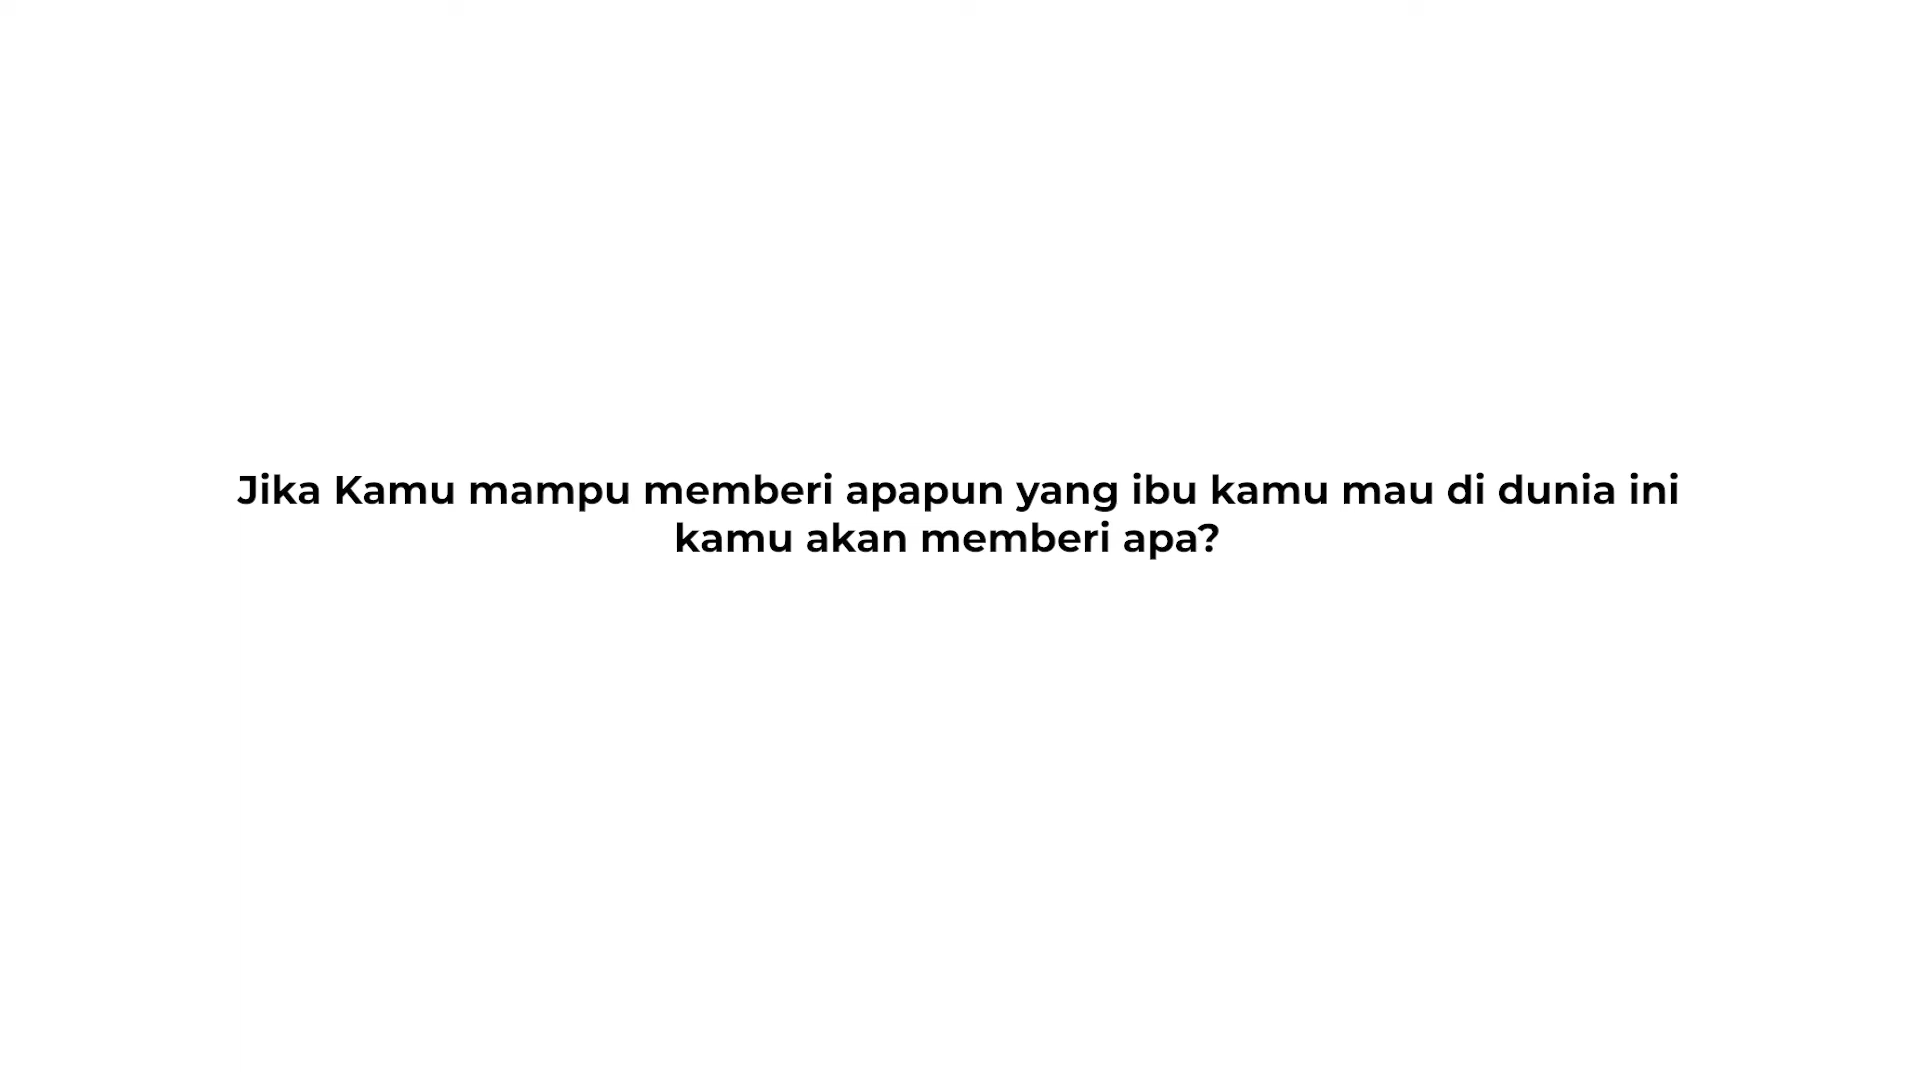 Jika Kamu mampu memberi apapun yang ibu kamu mau di dunia ini
kamu akan memberi apa?